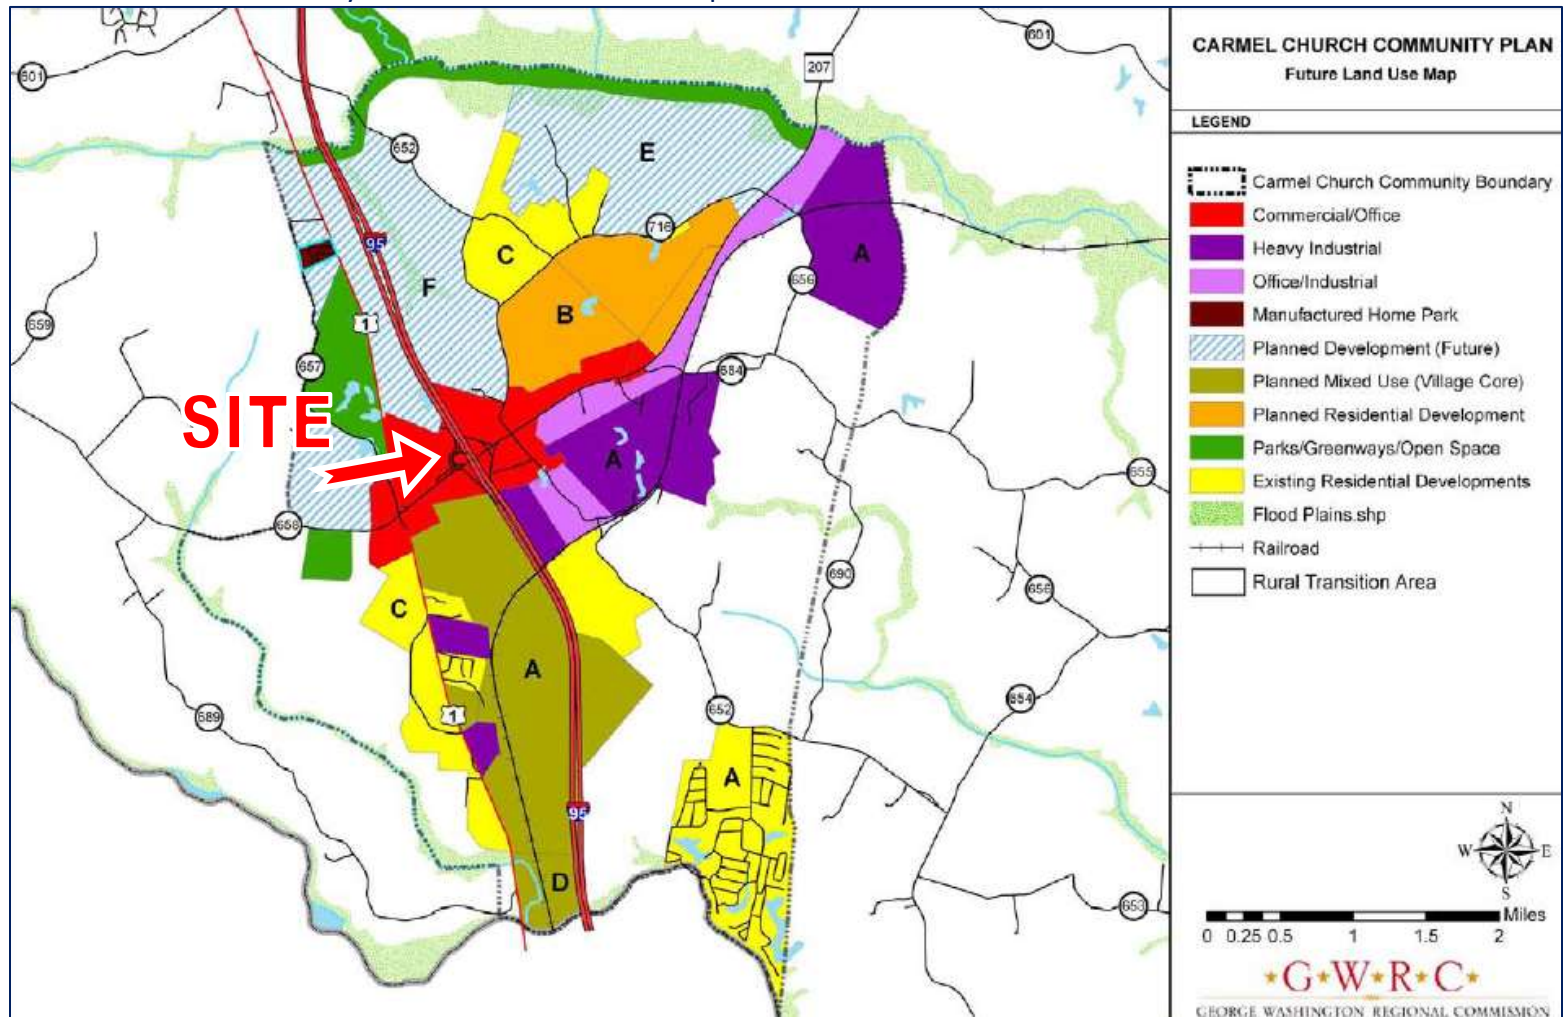 601
601
207
652
E
716
C
A
656
95
F
B
659
1
657
684
SITE
A
655
658
690
656
C
A
689
1
652
684
A
95
D
653
CARMEL CHURCH COMMUNITY PLAN
Future Land Use Map
LEGEND
Carmel Church Community Boundary
Commercial/Office
Heavy Industrial
Office/Industrial
Manufactured Home Park
Planned Development (Future)
Planned Mixed Use (Village Core)
Planned Residential Development
Parks/Greenways/Open Space
Existing Residential Developments
Flood Plains.shp
Railroad
Rural Transition Area
N
W E
S
Miles
0 0.25 0.5 1 1.5 2
G W R C
GEORGE WASHINGTON REGIONAL COMMISSION